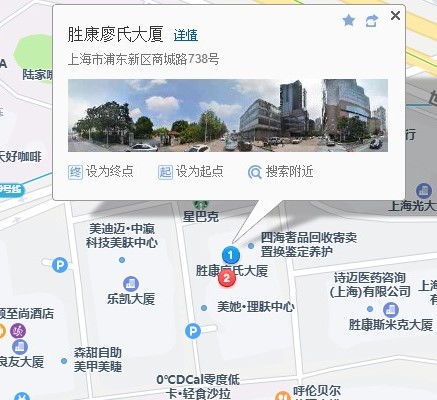 胜康廖氏大厦 详情
上海市浦东新区商城路738号
终 设为终点 起 设为起点 搜索附近
A
陆家嘴
天好咖啡
9号线
星巴克
上海光大
美迪迈·中瀛
科技美肤中心
四海奢品回收寄卖
置换鉴定养护
1
胜康廖氏大厦
2
P
乐凯大厦
美她·理肤中心
诗迈医药咨询
(上海)有限公司
上海
胜康斯米克大厦
颐至尚酒店
P
良友大厦
森甜自助
美甲美睫
0℃DCal零度低
卡·轻食沙拉
呼伦贝尔